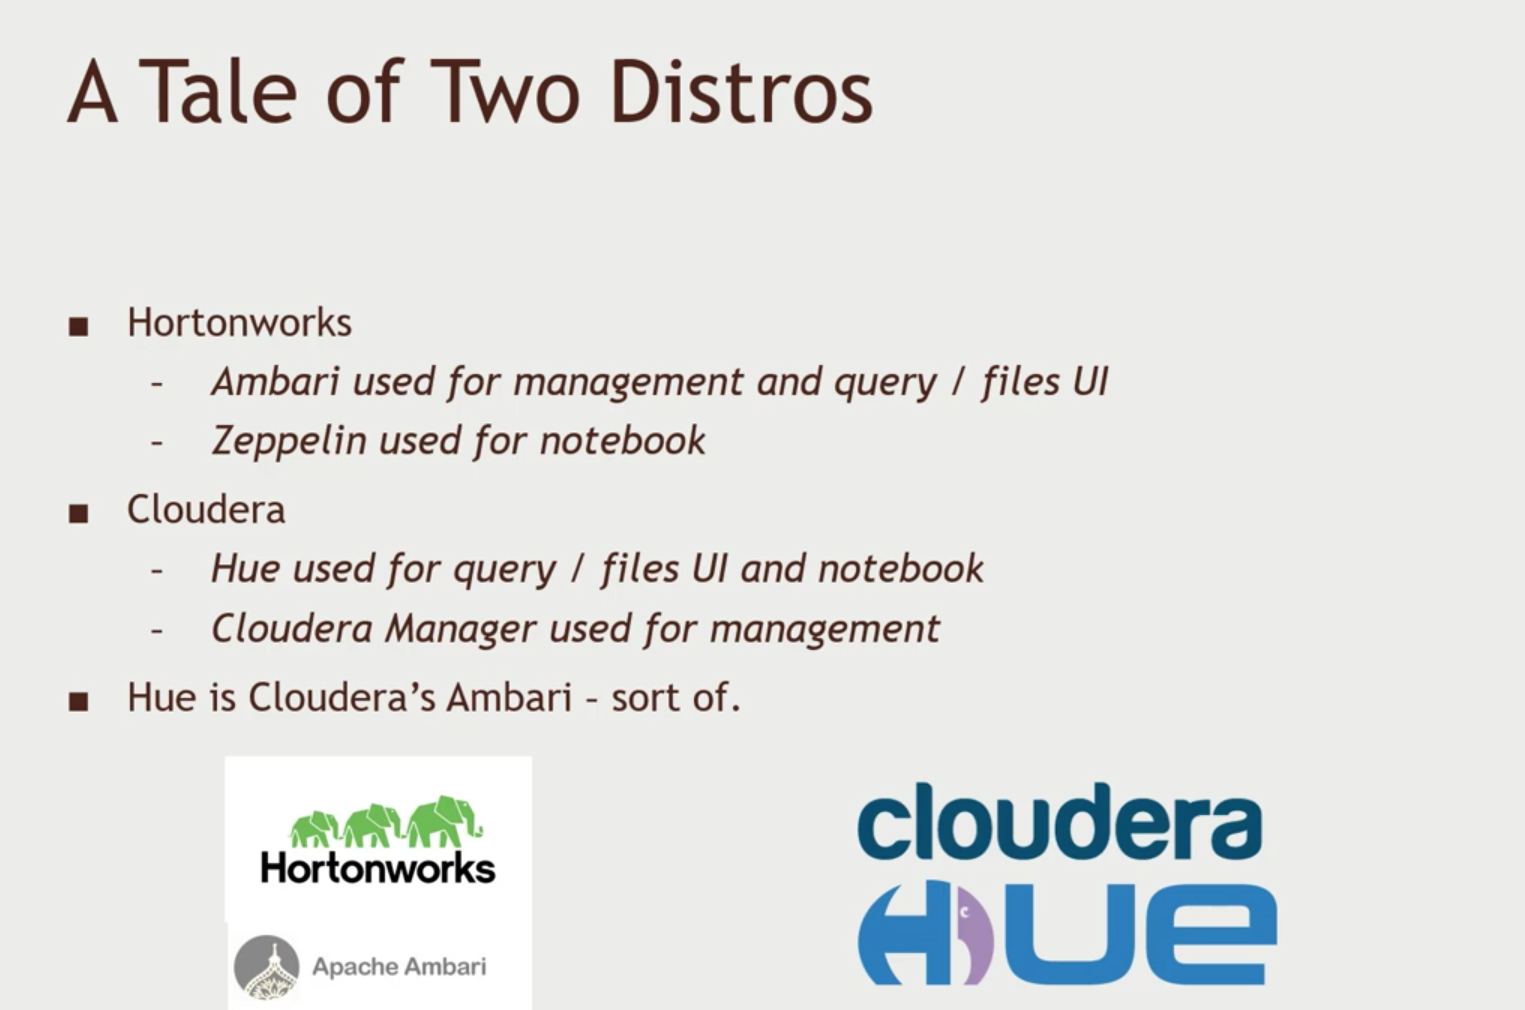 A Tale of Two Distros
■ Hortonworks
– Ambari used for management and query / files UI
– Zeppelin used for notebook
■ Cloudera
– Hue used for query / files UI and notebook
– Cloudera Manager used for management
■ Hue is Cloudera’s Ambari – sort of.
Hortonworks
Apache Ambari
cloudera
HUE